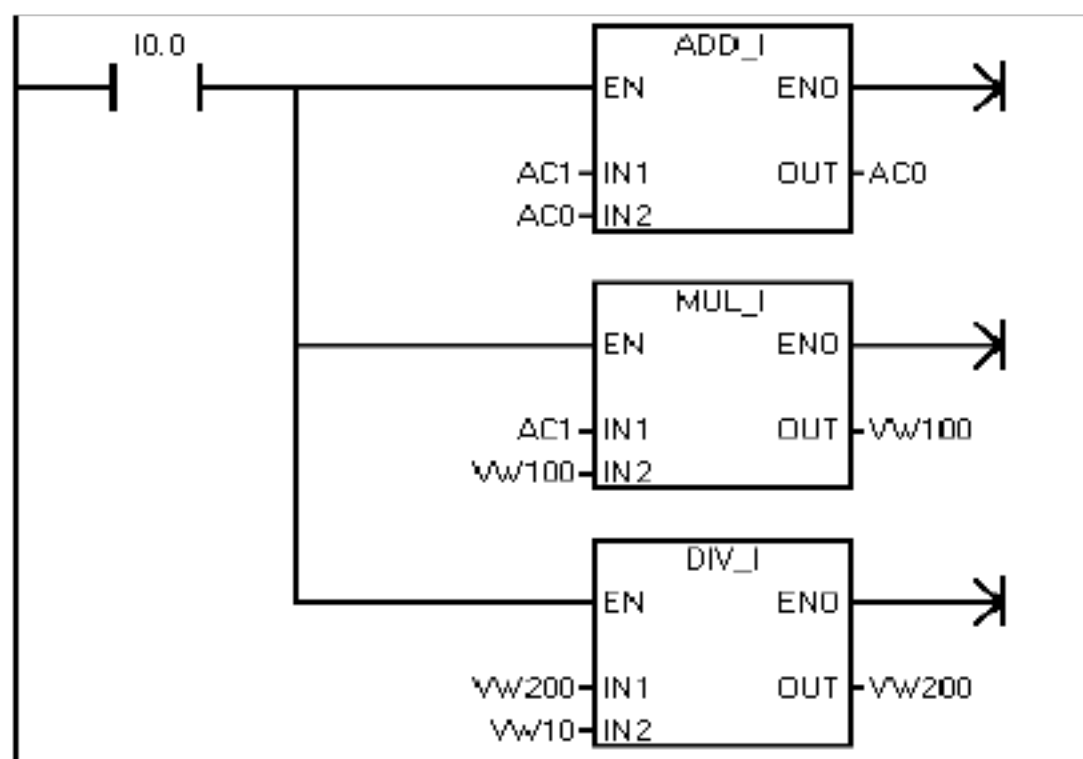 I0.0
ADD_I
EN ENO
AC1 IN1 OUT AC0
AC0 IN2
MUL_I
EN ENO
AC1 IN1 OUT VW100
VW100 IN2
DIV_I
EN ENO
VW200 IN1 OUT VW200
VW10 IN2